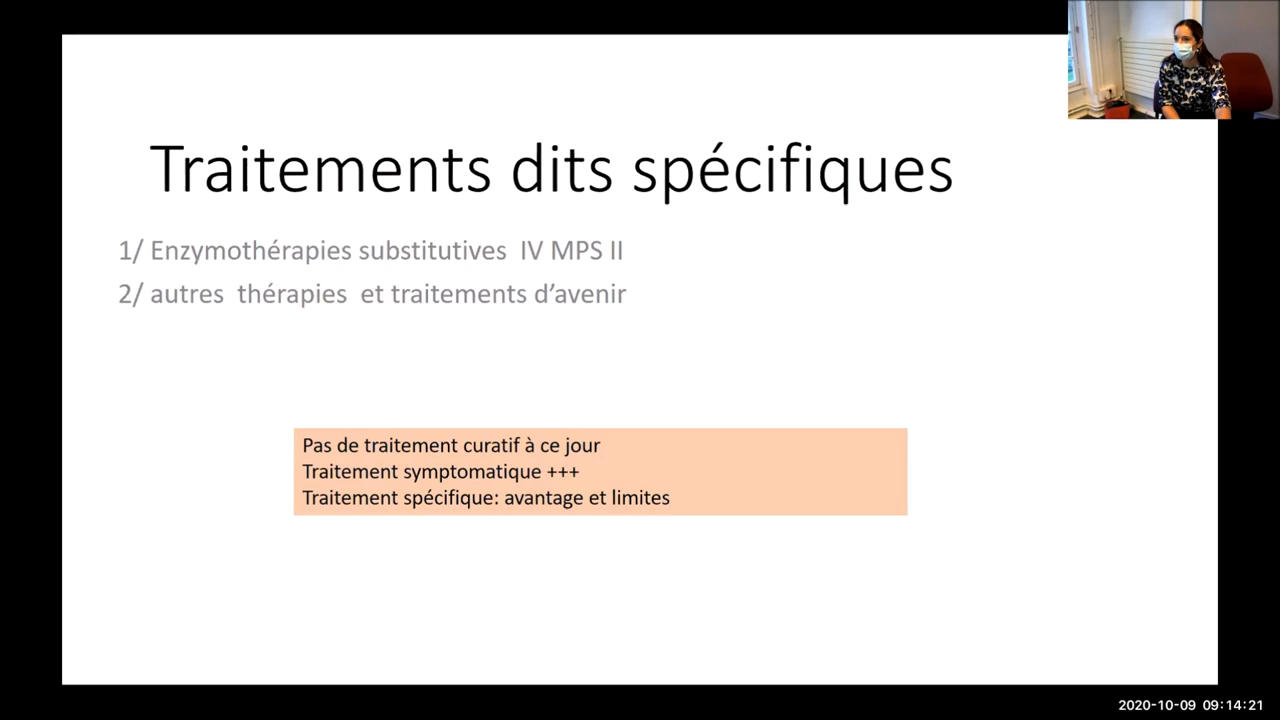 Traitements dits spécifiques
1/ Enzymothérapies substitutives IV MPS II
2/ autres thérapies et traitements d’avenir
Pas de traitement curatif à ce jour
Traitement symptomatique +++
Traitement spécifique: avantage et limites
2020-10-09 09:14:21